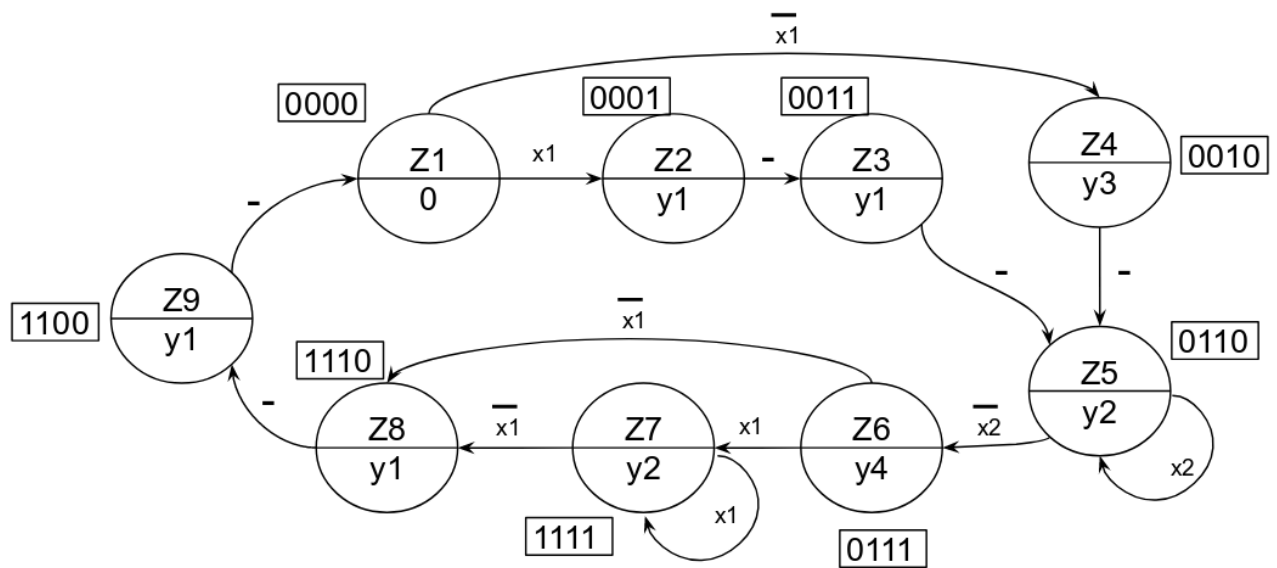 x̅1̅
0000
0001
0011
Z1
0
x1
Z2
y1
-
Z3
y1
Z4
y3
0010
-
-
-
Z9
y1
1100
x̅1̅
1110
0110
Z5
y2
x2
-
Z8
y1
x̅1̅
Z7
y2
x1
Z6
y4
x̅2̅
x1
1111
0111